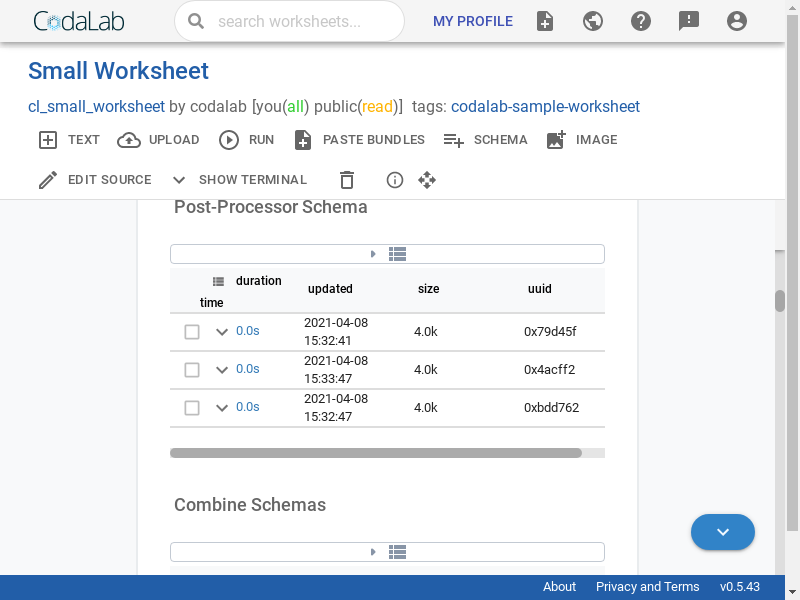 CodaLab
search worksheets...
MY PROFILE
Small Worksheet
cl_small_worksheet by codalab [you(all) public(read)] tags: codalab-sample-worksheet
TEXT UPLOAD RUN PASTE BUNDLES SCHEMA IMAGE
EDIT SOURCE SHOW TERMINAL
Post-Processor Schema
duration updated size uuid
time
0.0s 2021-04-08 15:32:41 4.0k 0x79d45f
0.0s 2021-04-08 15:33:47 4.0k 0x4acff2
0.0s 2021-04-08 15:32:47 4.0k 0xbdd762
Combine Schemas
About Privacy and Terms v0.5.43